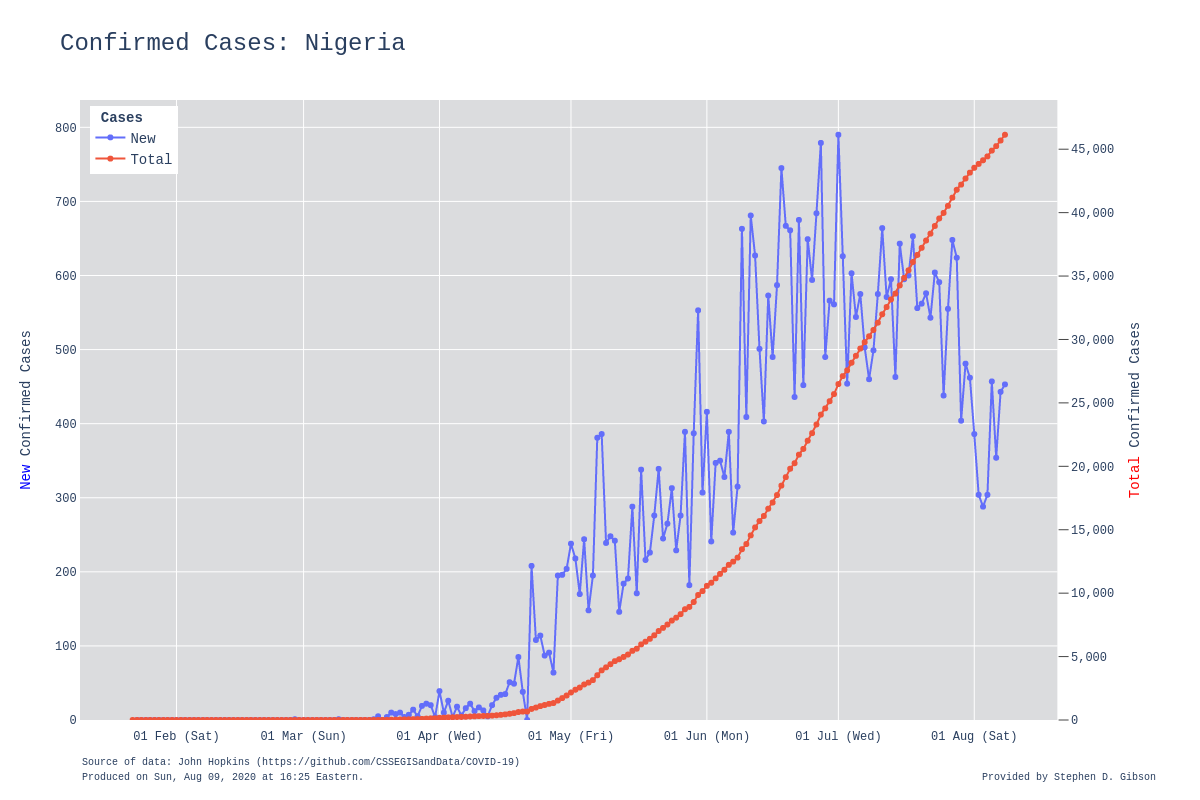 Confirmed Cases: Nigeria
Cases
New
Total
800
700
600
500
400
300
200
100
0
45,000
40,000
35,000
30,000
25,000
20,000
15,000
10,000
5,000
0
New Confirmed Cases
Total Confirmed Cases
01 Feb (Sat) 01 Mar (Sun) 01 Apr (Wed) 01 May (Fri) 01 Jun (Mon) 01 Jul (Wed) 01 Aug (Sat)
Source of data: John Hopkins (https://github.com/CSSEGISandData/COVID-19)
Produced on Sun, Aug 09, 2020 at 16:25 Eastern.
Provided by Stephen D. Gibson